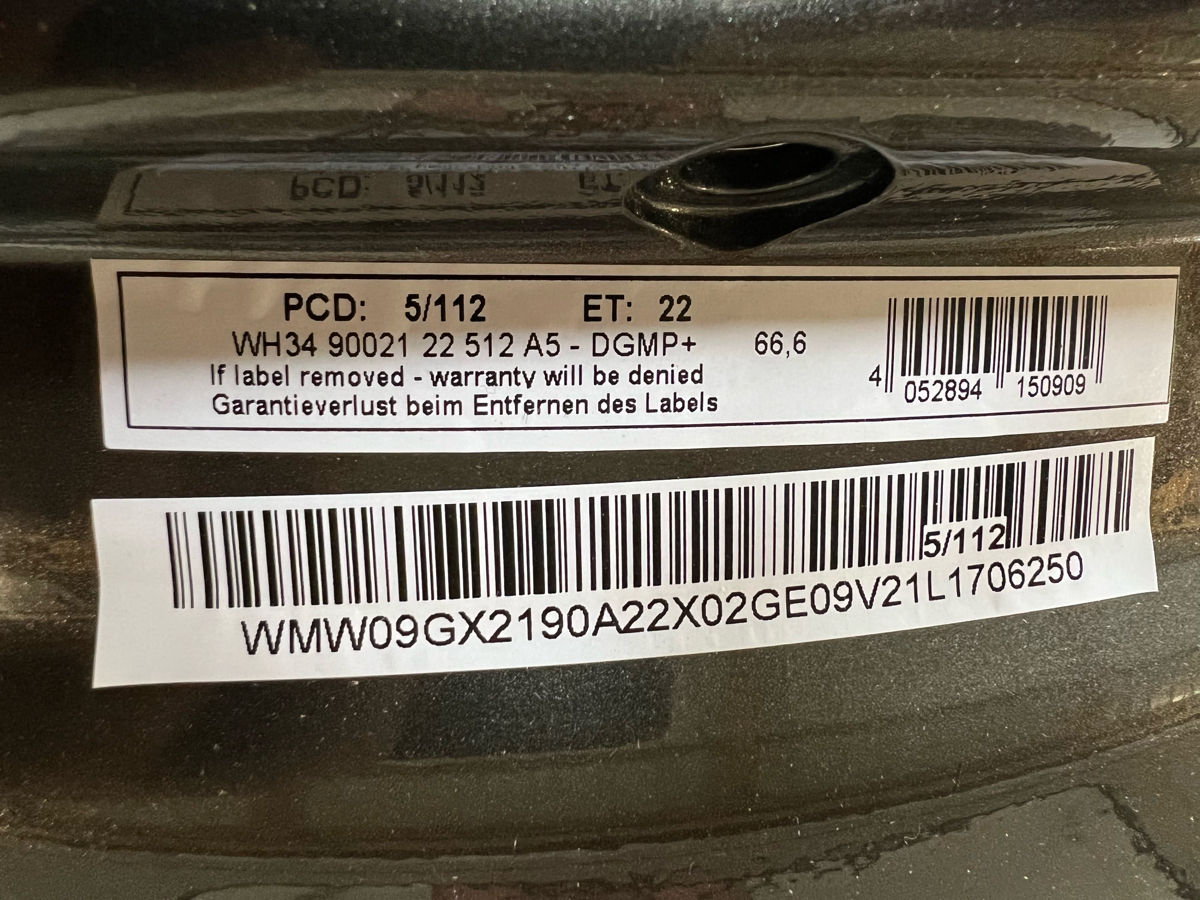 PCD: 5/112 ET: 22
WH34 90021 22 512 A5 - DGMP+ 66,6
If label removed - warranty will be denied
Garantieverlust beim Entfernen des Labels
4 052894 150909
5/112
WMW09GX2190A22X02GE09V21L1706250